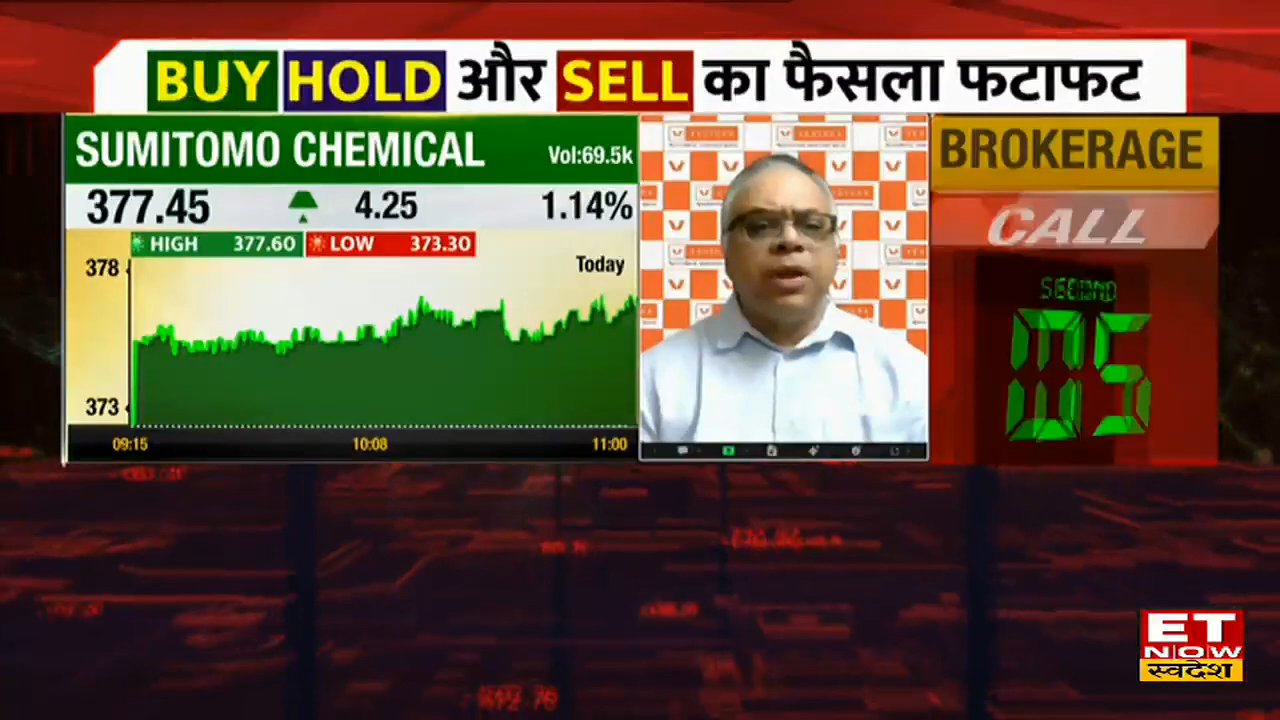 BUY HOLD और SELL का फैसला फटाफट
SUMITOMO CHEMICAL Vol:69.5k
377.45 4.25 1.14%
HIGH 377.60 LOW 373.30
Today
378
373
09:15 10:08 11:00
BROKERAGE
CALL
SECOND
05
ET
NOW
स्वदेश